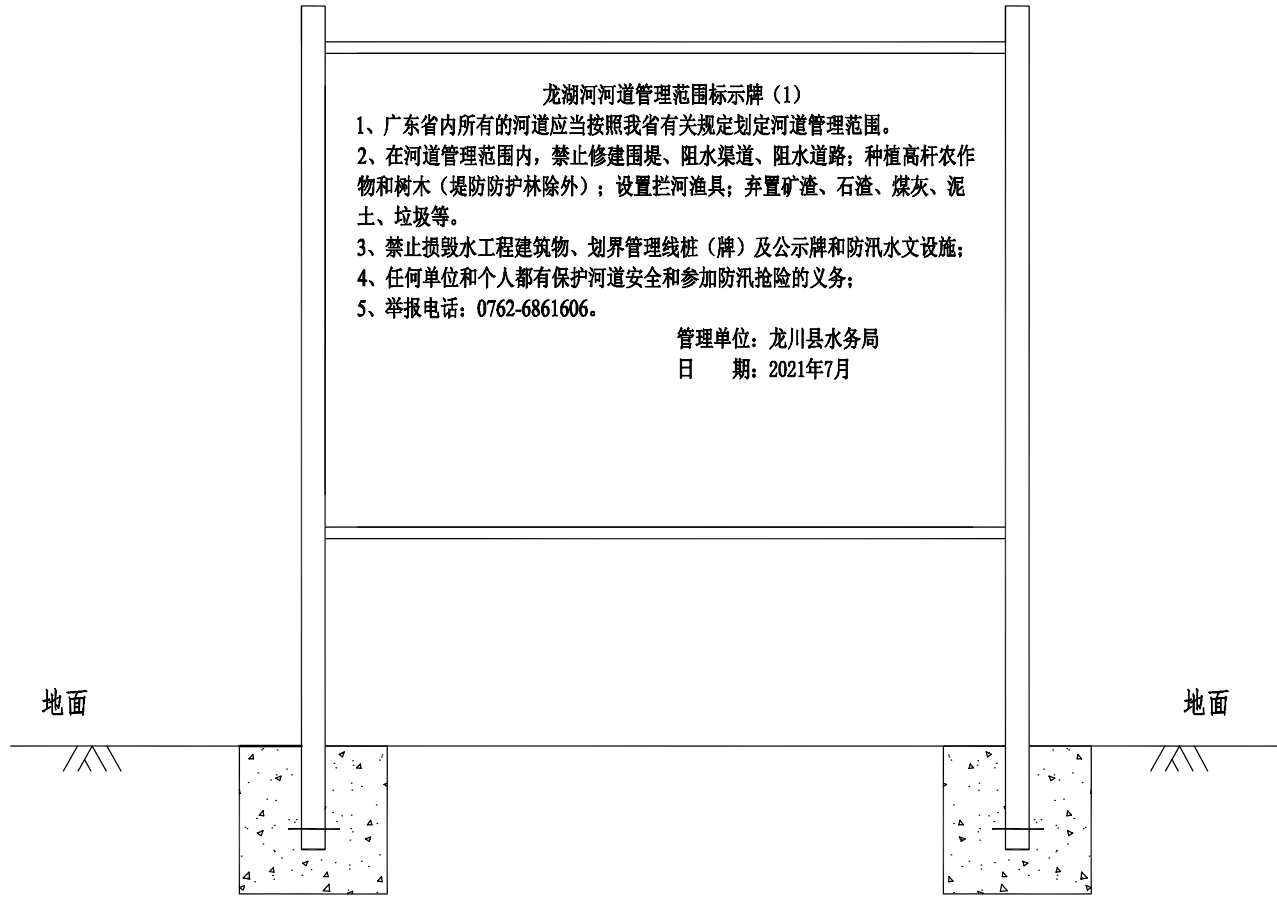 龙湖河河道管理范围标示牌（1）
1、广东省内所有的河道应当按照我省有关规定划定河道管理范围。
2、在河道管理范围内，禁止修建围堤、阻水渠道、阻水道路；种植高杆农作
物和树木（堤防防护林除外）；设置拦河渔具；弃置矿渣、石渣、煤灰、泥
土、垃圾等。
3、禁止损毁水工程建筑物、划界管理线桩（牌）及公示牌和防汛水文设施；
4、任何单位和个人都有保护河道安全和参加防汛抢险的义务；
5、举报电话：0762-6861606。
管理单位：龙川县水务局
日　　期：2021年7月
地面
地面